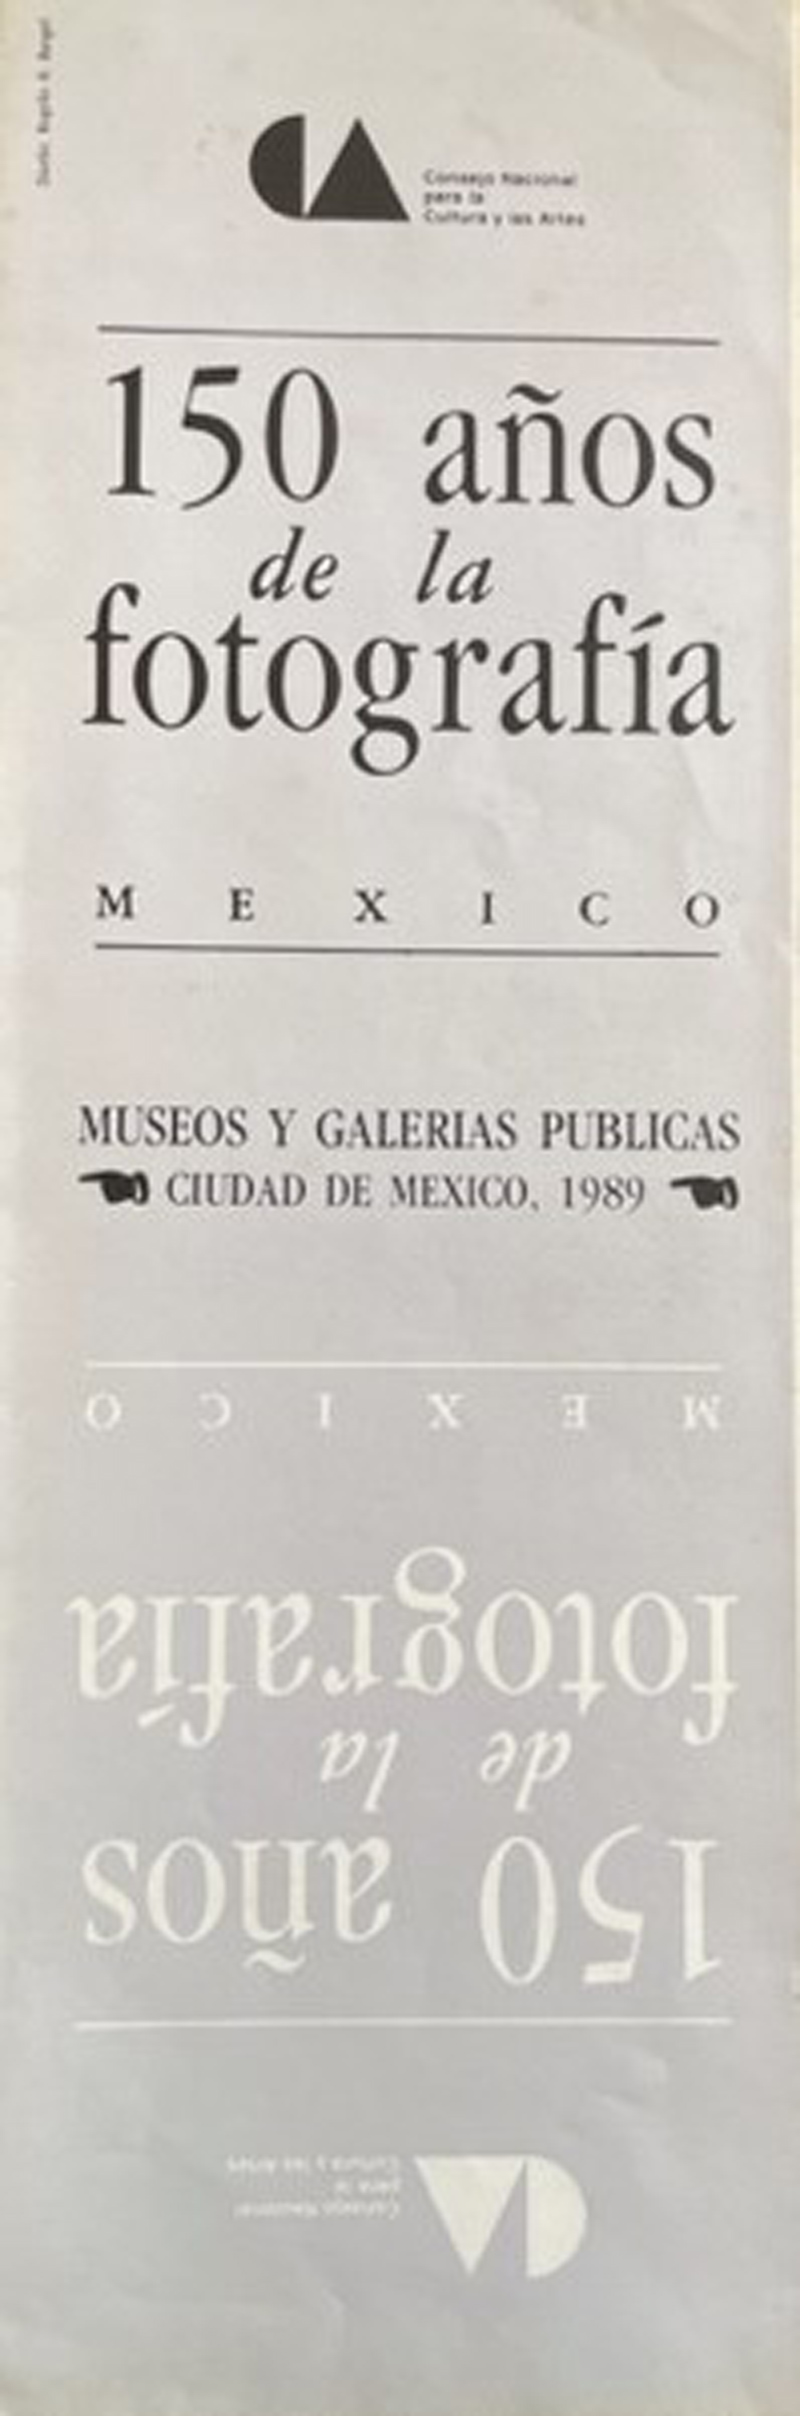 Consejo Nacional
para la
Cultura y las Artes
150 años
de la
fotografía
MEXICO
MUSEOS Y GALERIAS PUBLICAS
CIUDAD DE MEXICO, 1989
MEXICO
fotografía
de la
150 años
Cultura y las Artes
para la
Consejo Nacional